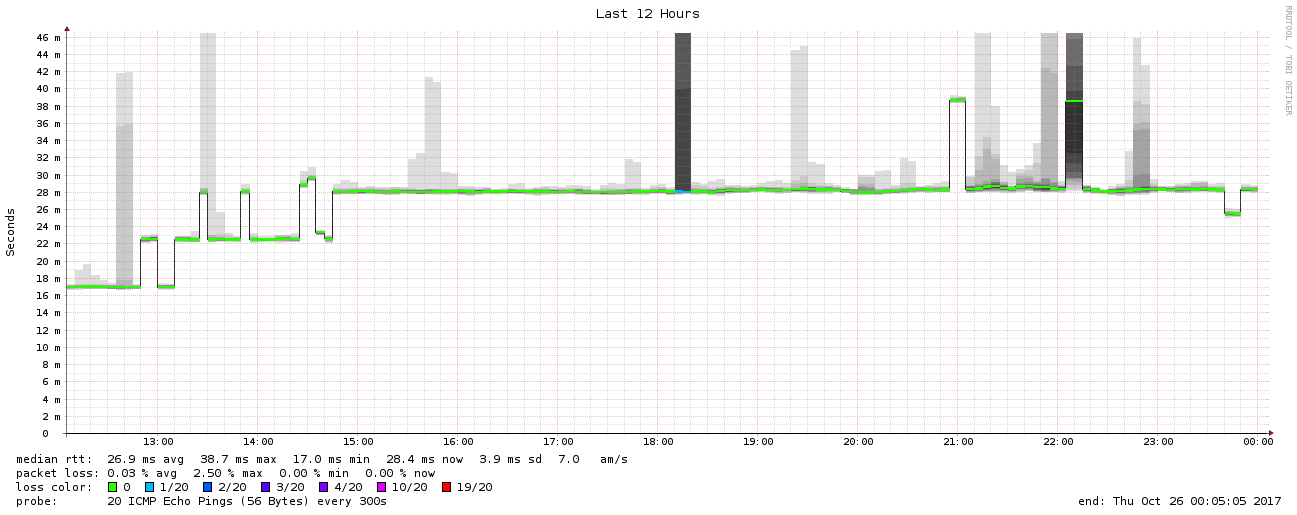 Last 12 Hours
RRDTOOL / TOBI OETIKER
Seconds
46 m
44 m
42 m
40 m
38 m
36 m
34 m
32 m
30 m
28 m
26 m
24 m
22 m
20 m
18 m
16 m
14 m
12 m
10 m
8 m
6 m
4 m
2 m
0
13:00 14:00 15:00 16:00 17:00 18:00 19:00 20:00 21:00 22:00 23:00 00:00
median rtt: 26.9 ms avg 38.7 ms max 17.0 ms min 28.4 ms now 3.9 ms sd 7.0 am/s
packet loss: 0.03 % avg 2.50 % max 0.00 % min 0.00 % now
loss color: 0 1/20 2/20 3/20 4/20 10/20 19/20
probe: 20 ICMP Echo Pings (56 Bytes) every 300s end: Thu Oct 26 00:05:05 2017